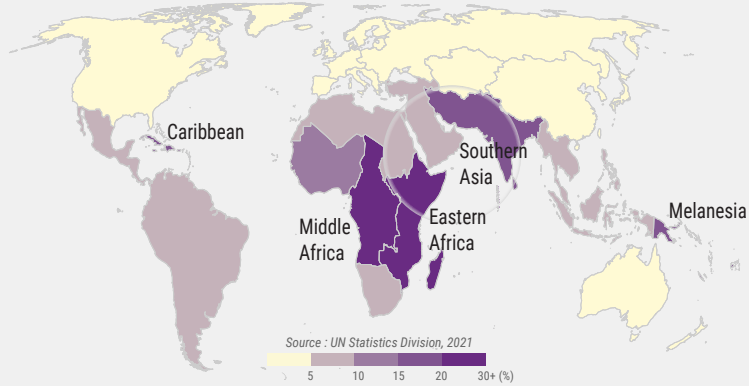 Caribbean
Southern
Asia
Melanesia
Middle
Africa
Eastern
Africa
Source : UN Statistics Division, 2021
5 10 15 20 30+ (%)